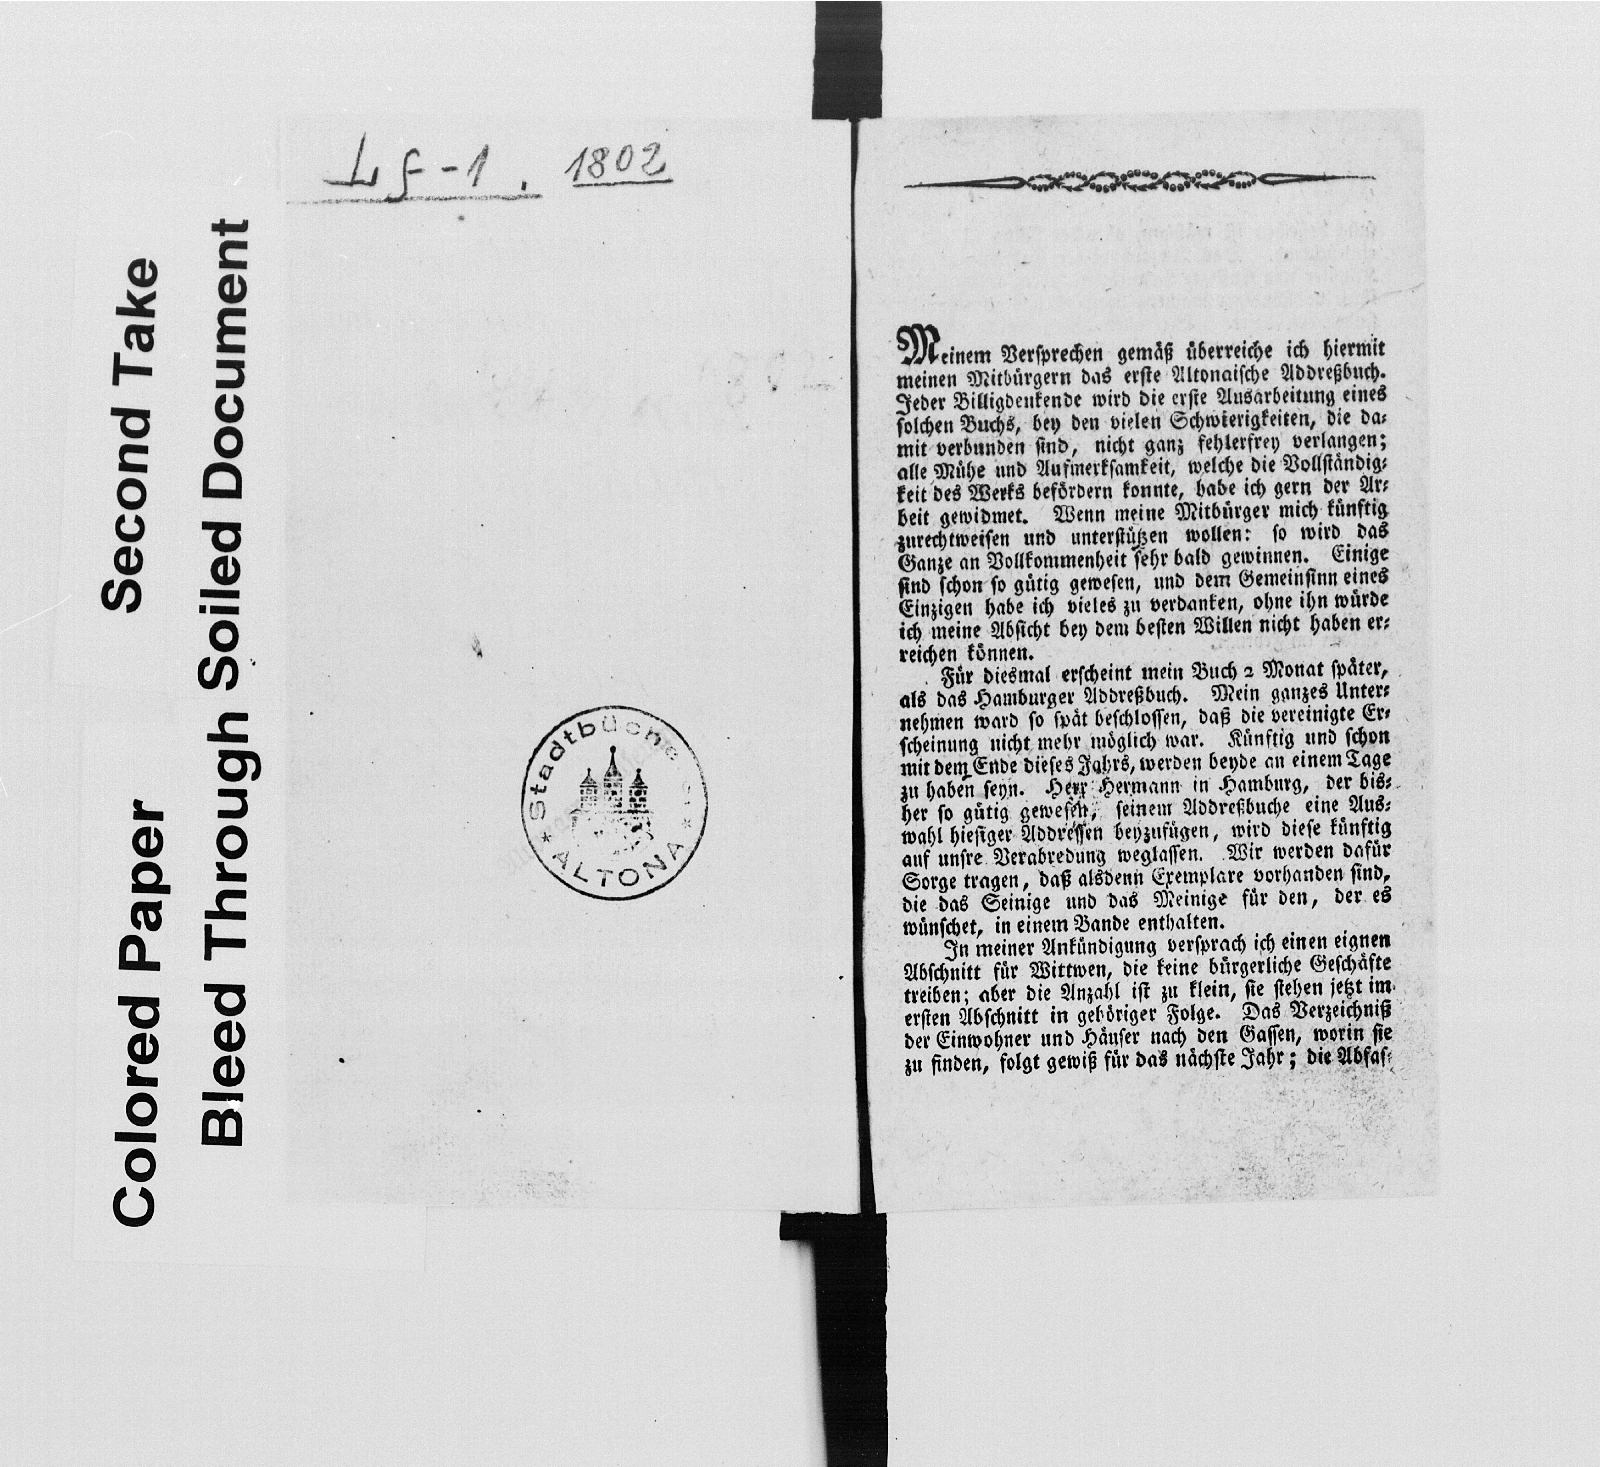 Colored Paper Second Take
Bleed Through Soiled Document
Lf-1. 1802
Stadtbüche
ALTONA
Meinem Versprechen gemäß überreiche ich hiermit
meinen Mitbürgern das erste Altonaische Addreßbuch.
Jeder Billigdenkende wird die erste Ausarbeitung eines
solchen Buchs, bey den vielen Schwierigkeiten, die da-
mit verbunden sind, nicht ganz fehlerfrey verlangen;
alle Mühe und Aufmerksamkeit, welche die Vollständig-
keit des Werks befördern konnte, habe ich gern der Ar-
beit gewidmet. Wenn meine Mitbürger mich künftig
zurechtweisen und unterstützen wollen: so wird das
Ganze an Vollkommenheit sehr bald gewinnen. Einige
sind schon so gütig gewesen, und dem Gemeinsinn eines
Einzigen habe ich vieles zu verdanken, ohne ihn würde
ich meine Absicht bey dem besten Willen nicht haben er-
reichen können.
Für diesmal erscheint mein Buch 2 Monat später,
als das Hamburger Addreßbuch. Mein ganzes Unter-
nehmen ward so spät beschlossen, daß die vereinigte Er-
scheinung nicht mehr möglich war. Künftig und schon
mit dem Ende dieses Jahrs, werden beyde an einem Tage
zu haben seyn. Herr Hermann in Hamburg, der bis-
her so gütig gewesen, seinem Addreßbuche eine Aus-
wahl hiesiger Addressen beyzufügen, wird diese künftig
auf unsre Verabredung weglassen. Wir werden dafür
Sorge tragen, daß alsdenn Exemplare vorhanden sind,
die das Seinige und das Meinige für den, der es
wünschet, in einem Bande enthalten.
In meiner Ankündigung versprach ich einen eignen
Abschnitt für Wittwen, die keine bürgerliche Geschäfte
treiben; aber die Anzahl ist zu klein, sie stehen jetzt im
ersten Abschnitt in gehöriger Folge. Das Verzeichniß
der Einwohner und Häuser nach den Gassen, worin sie
zu finden, folgt gewiß für das nächste Jahr; die Abfas-